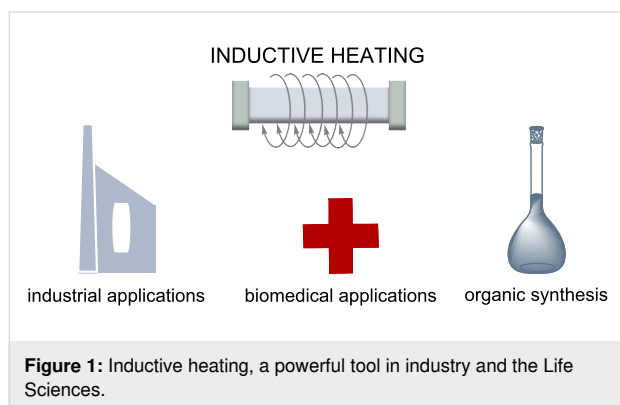 INDUCTIVE HEATING
industrial applications
biomedical applications
organic synthesis
Figure 1: Inductive heating, a powerful tool in industry and the Life
Sciences.